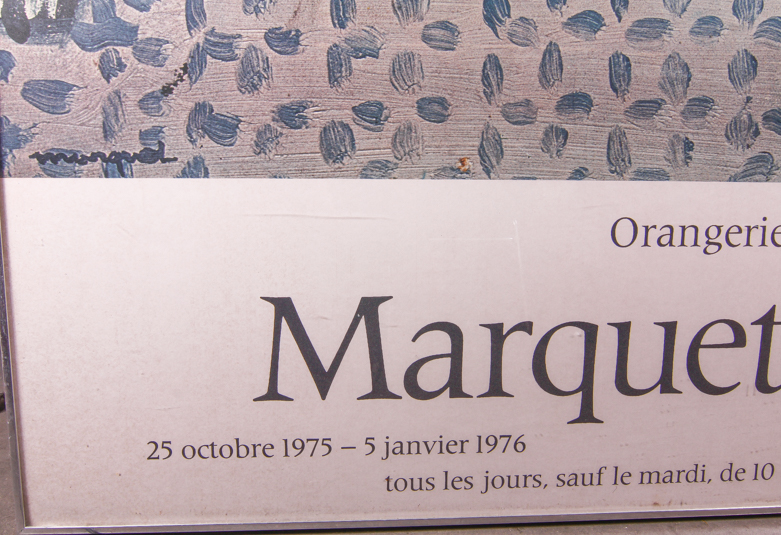 marquet
Orangerie
Marquet
25 octobre 1975 – 5 janvier 1976
tous les jours, sauf le mardi, de 10